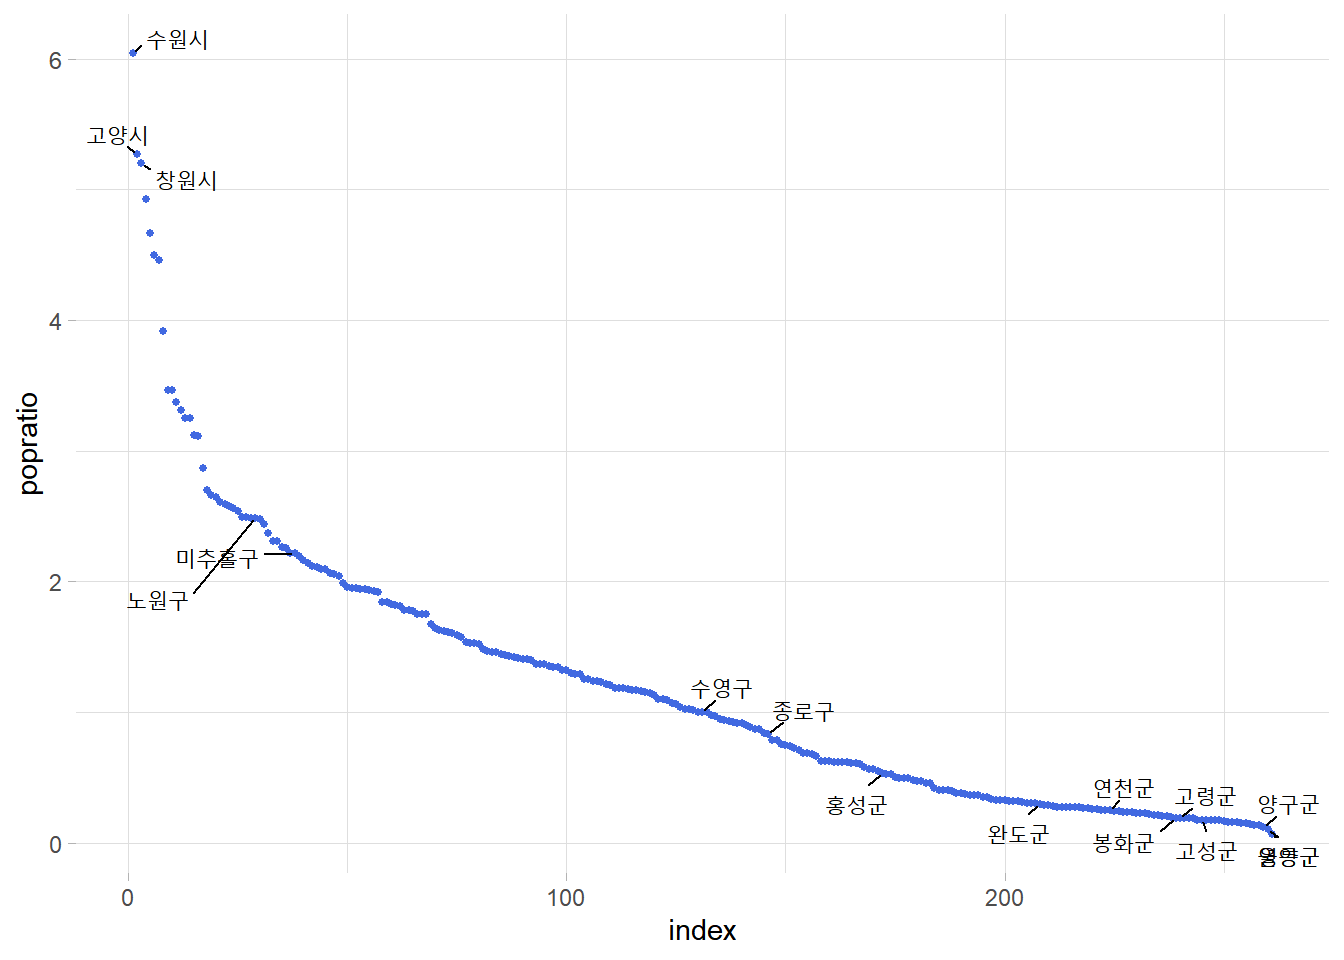 수원시
6
고양시
창원시
4
popratio
미추홀구
2
노원구
수영구
종로구
연천군
고령군
홍성군
양구군
완도군
봉화군
고성군
0
0
100
200
index